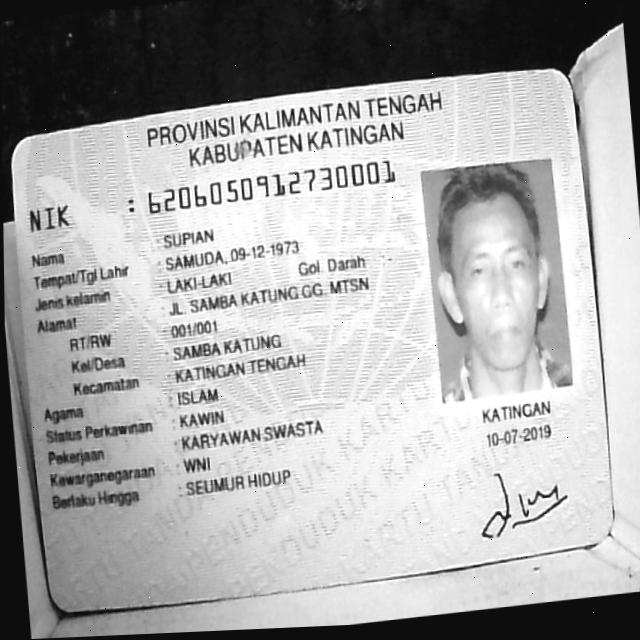 PROVINSI KALIMANTAN TENGAH
KABUPATEN KATINGAN
NIK : 6206050912730001
Nama : SUPIAN
Tempat/Tgl Lahir : SAMUDA, 09-12-1973
Jenis kelamin : LAKI-LAKI Gol. Darah
Alamat : JL. SAMBA KATUNG GG. MTSN
RT/RW : 001/001
Kel/Desa : SAMBA KATUNG
Kecamatan : KATINGAN TENGAH
Agama : ISLAM
Status Perkawinan : KAWIN
Pekerjaan : KARYAWAN SWASTA
Kewarganegaraan : WNI
Berlaku Hingga : SEUMUR HIDUP
KATINGAN
10-07-2019